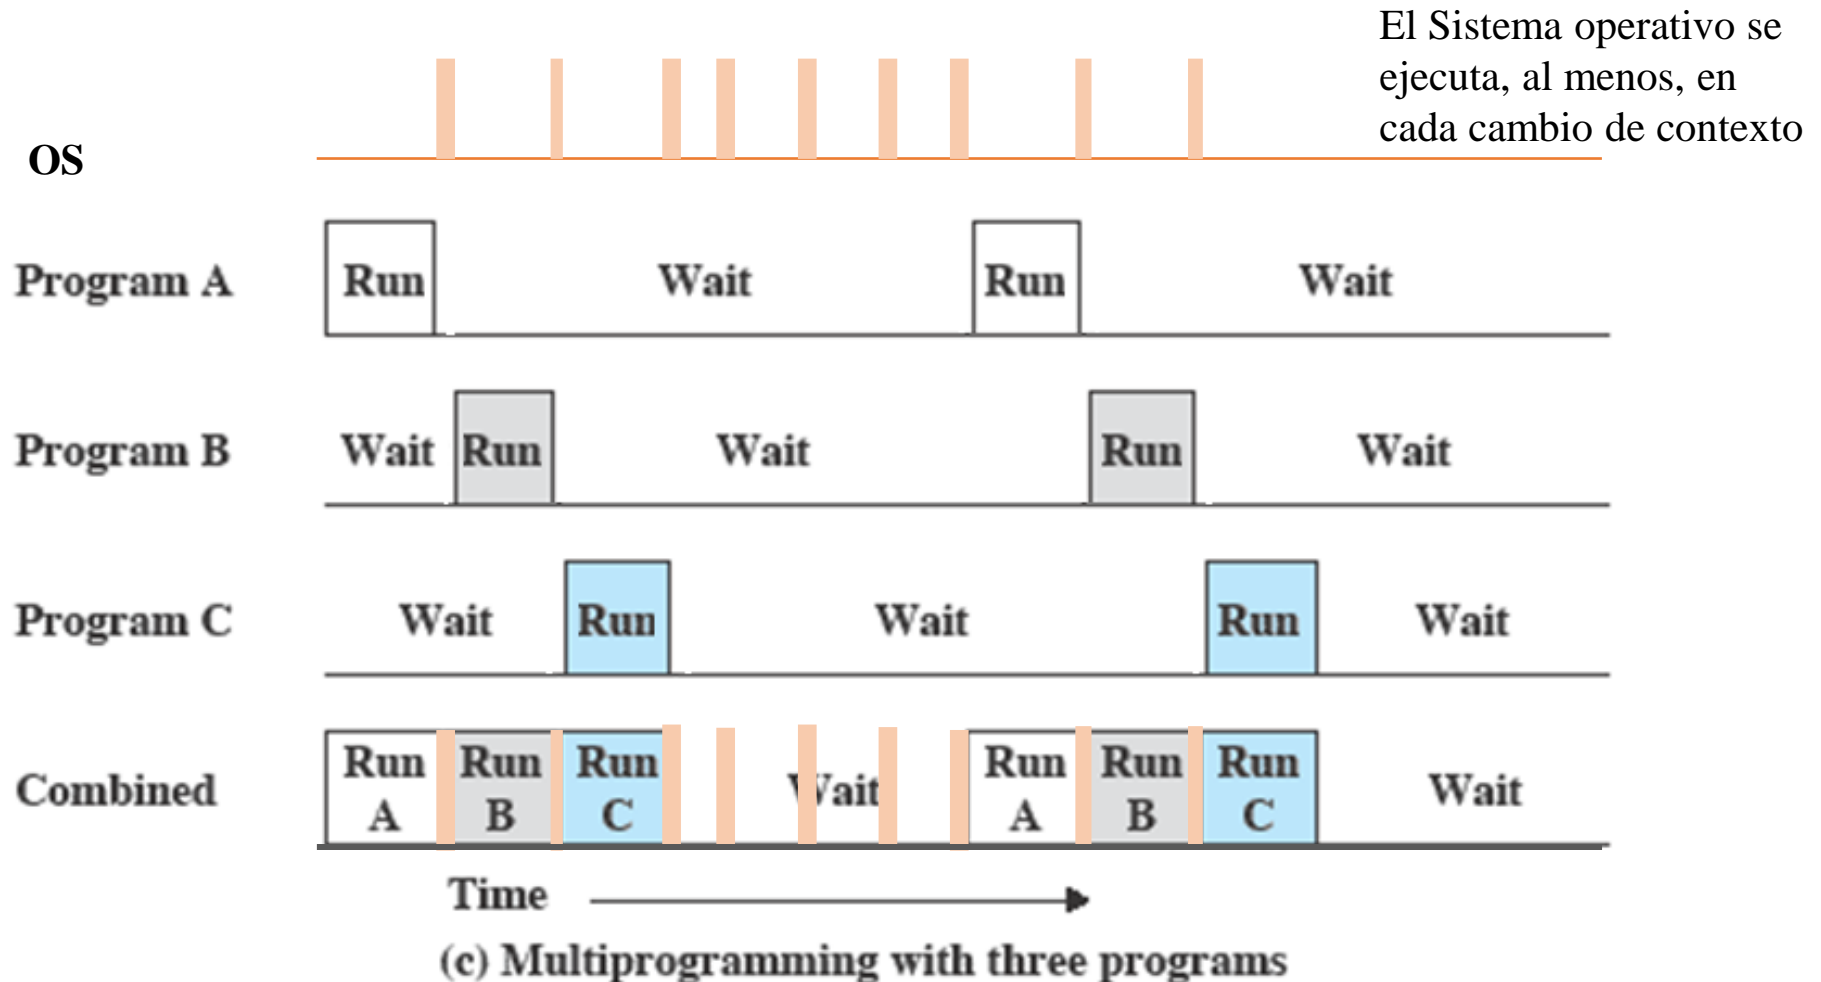 El Sistema operativo se
ejecuta, al menos, en
cada cambio de contexto
OS
Program A
Run
Wait
Run
Wait
Program B
Wait
Run
Wait
Run
Wait
Program C
Wait
Run
Wait
Run
Wait
Combined
Run
A
Run
B
Run
C
Wait
Run
A
Run
B
Run
C
Wait
Time
(c) Multiprogramming with three programs